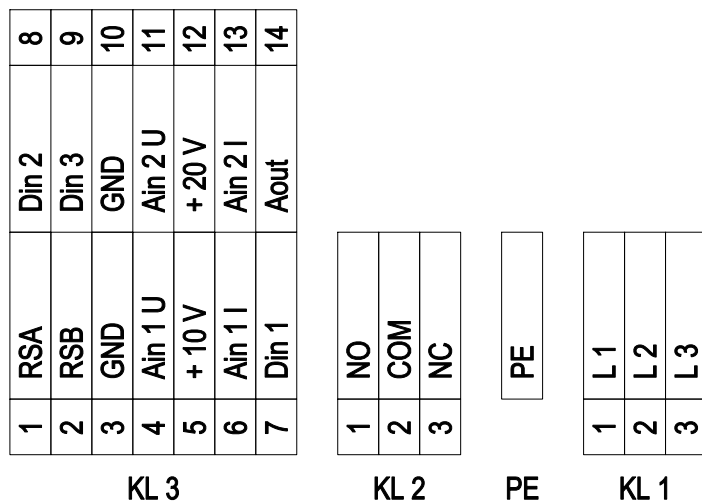 8 9 10 11 12 13 14
Din 2 Din 3 GND Ain 2 U + 20 V Ain 2 I Aout
RSA RSB GND Ain 1 U + 10 V Ain 1 I Din 1 NO COM NC PE L 1 L 2 L 3
1 2 3 4 5 6 7 1 2 3 1 2 3
KL 3 KL 2 PE KL 1